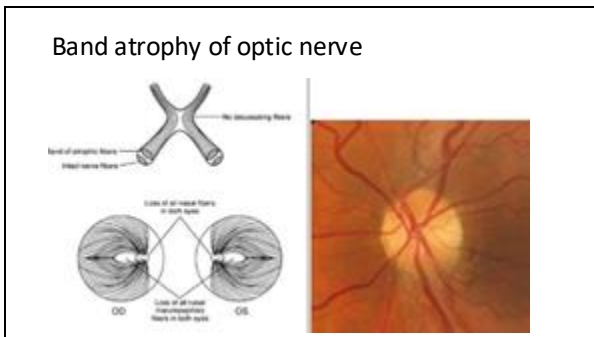 Band atrophy of optic nerve
No decussating fibers
Band of atrophic fibers
Intact nerve fibers
Loss of all nasal fibers
in both eyes
Loss of all nasal
macropapillary
fibers in both eyes
OD
OS